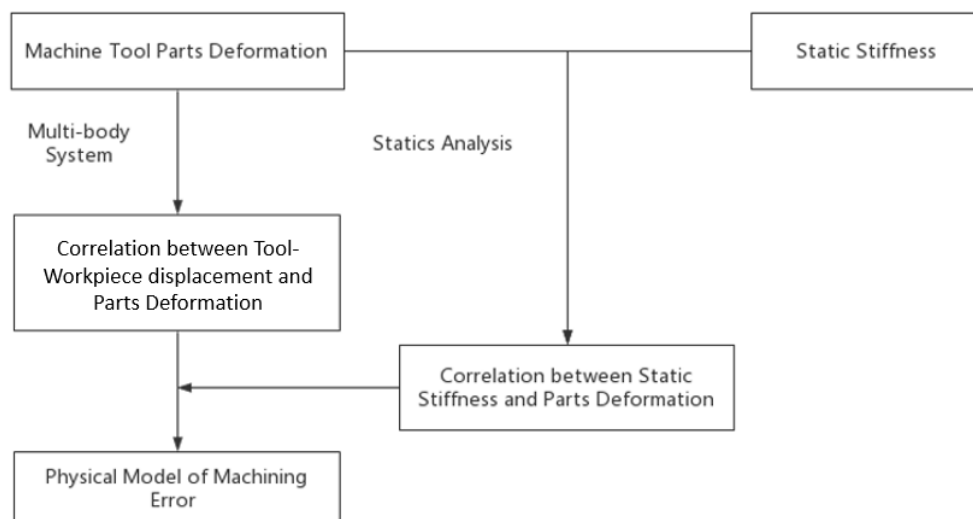 Machine Tool Parts Deformation
Static Stiffness
Multi-body
System
Statics Analysis
Correlation between Tool-
Workpiece displacement and
Parts Deformation
Correlation between Static
Stiffness and Parts Deformation
Physical Model of Machining
Error